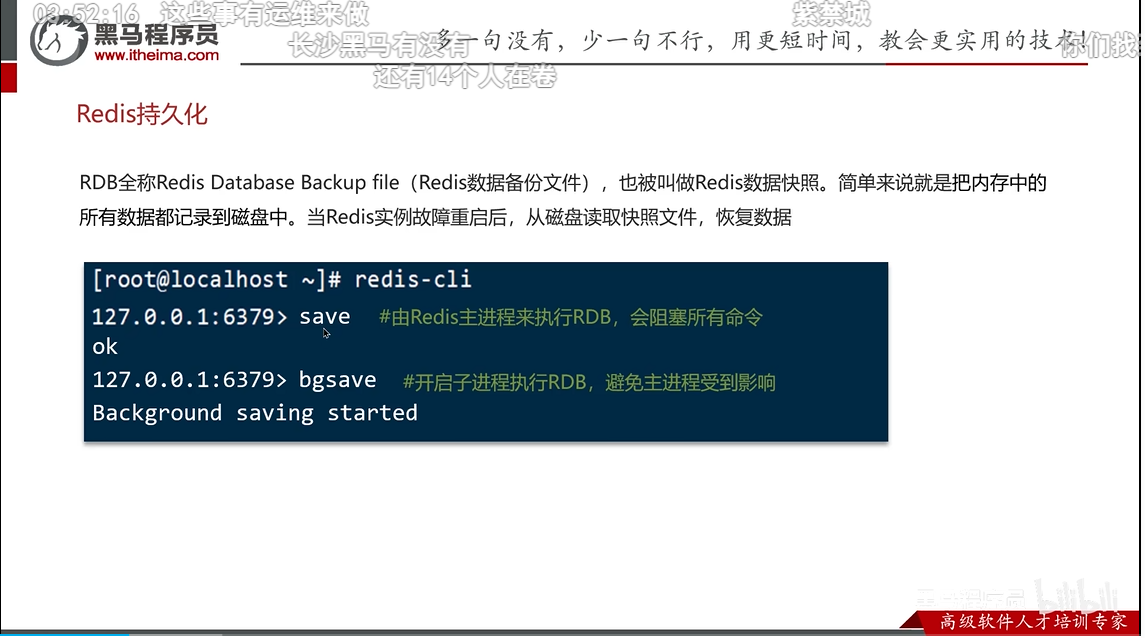 03:52:16 这些事有运维来做
紫禁城
黑马程序员
www.itheima.com
长沙黑马有没有
多一句没有，少一句不行，用更短时间，教会更实用的技术!
你们找
还有14个人在卷
Redis持久化
RDB全称Redis Database Backup file（Redis数据备份文件），也被叫做Redis数据快照。简单来说就是把内存中的
所有数据都记录到磁盘中。当Redis实例故障重启后，从磁盘读取快照文件，恢复数据
[root@localhost ~]# redis-cli
127.0.0.1:6379> save #由Redis主进程来执行RDB，会阻塞所有命令
ok
127.0.0.1:6379> bgsave #开启子进程执行RDB，避免主进程受到影响
Background saving started
黑马程序员 bilibili
高级软件人才培训专家